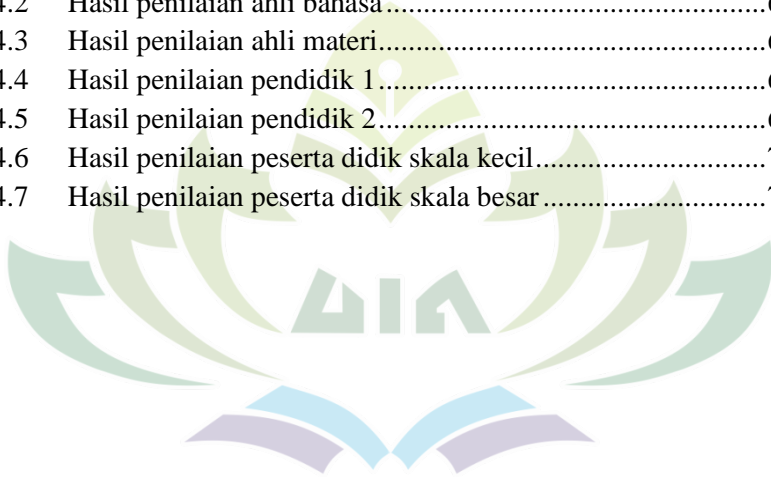 4.2 Hasil penilaian ahli bahasa
4.3 Hasil penilaian ahli materi
4.4 Hasil penilaian pendidik 1
4.5 Hasil penilaian pendidik 2
4.6 Hasil penilaian peserta didik skala kecil
4.7 Hasil penilaian peserta didik skala besar
UIN